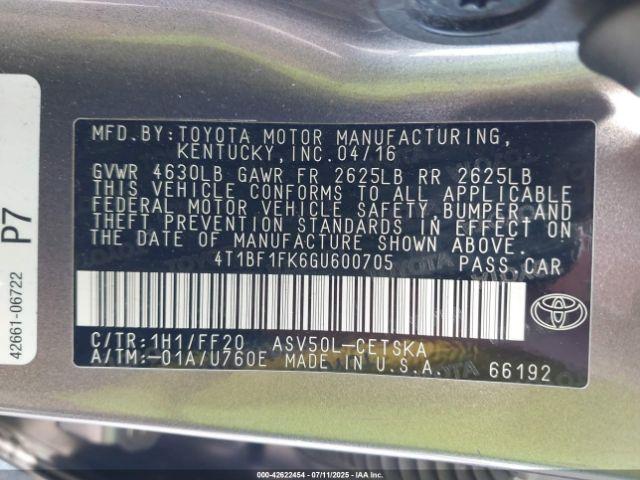 MFD.BY:TOYOTA MOTOR MANUFACTURING,
KENTUCKY,INC.04/16
GVWR 4630LB GAWR FR 2625LB RR 2625LB
THIS VEHICLE CONFORMS TO ALL APPLICABLE
FEDERAL MOTOR VEHICLE SAFETY,BUMPER,AND
THEFT PREVENTION STANDARDS IN EFFECT ON
THE DATE OF MANUFACTURE SHOWN ABOVE.
4T1BF1FK6GU600705 PASS.CAR
C/TR:1H1/FF20 ASV50L-CETSKA
A/TM:-01A/U760E MADE IN U.S.A. 66192
P7
42661-06722
000-42622454 | 07/11/2025 | IAAI.com